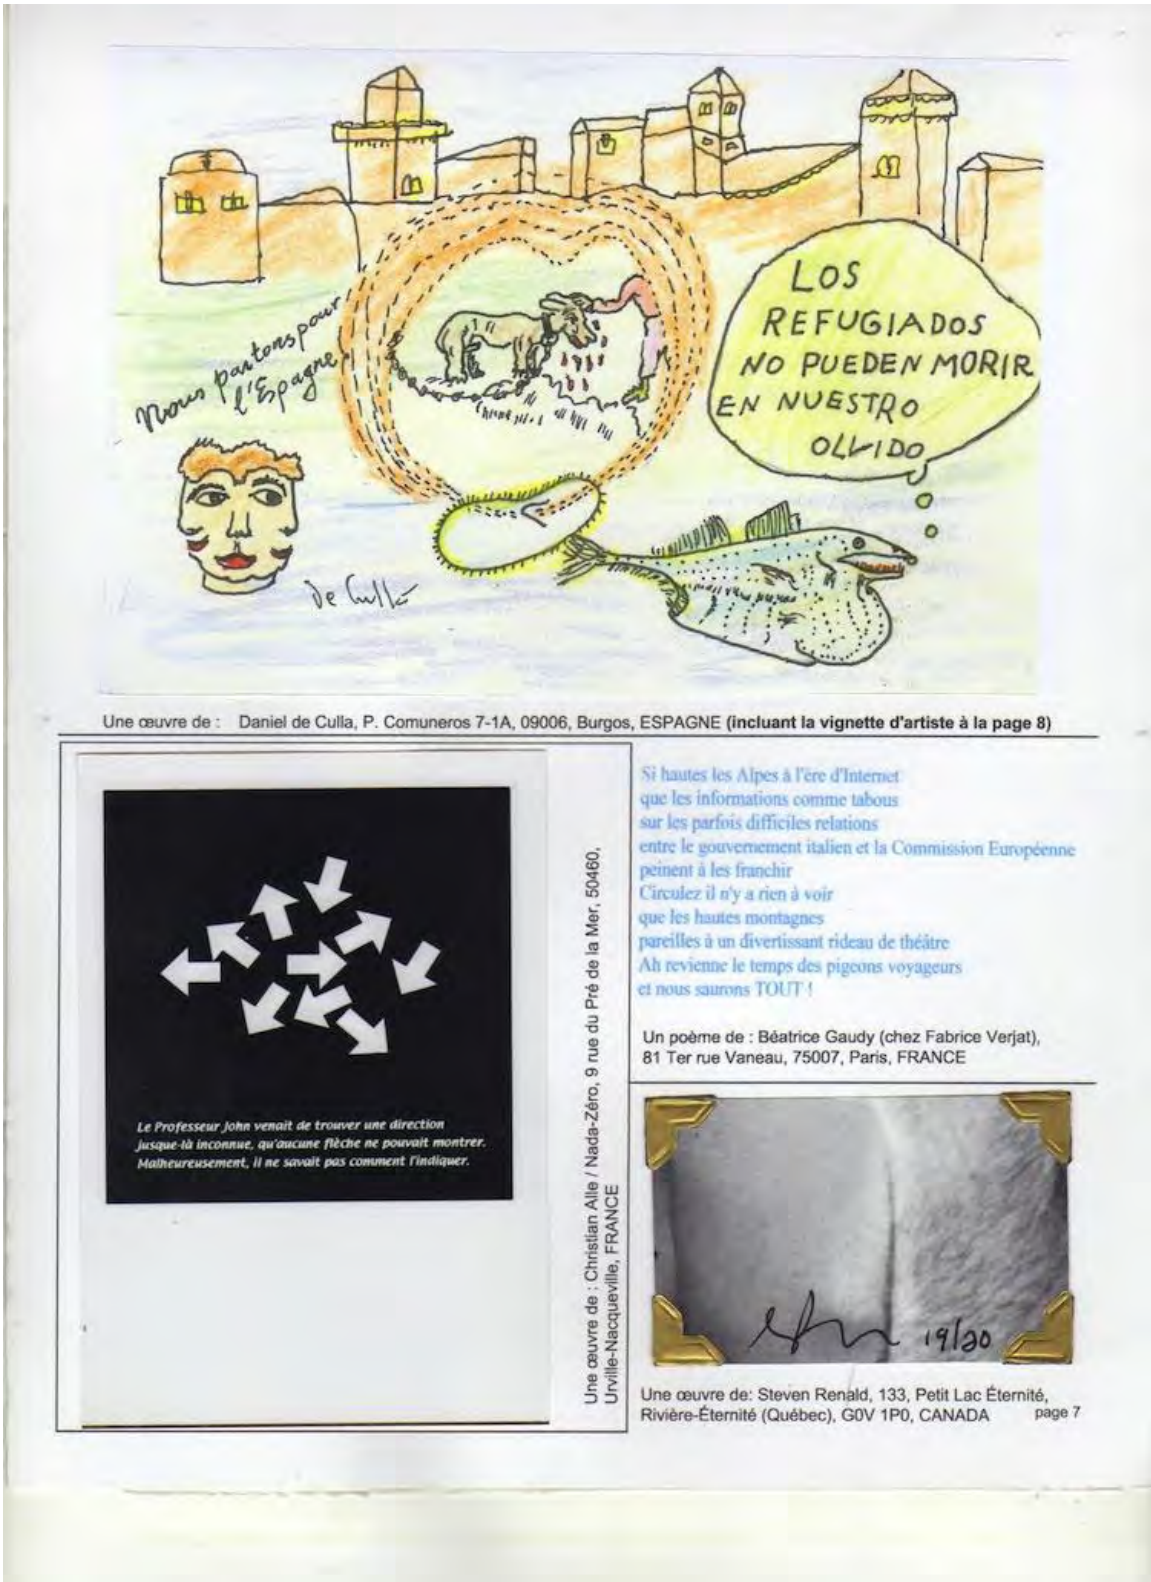 Nous partons pour
l'Espagne
LOS
REFUGIADOS
NO PUEDEN MORIR
EN NUESTRO
OLVIDO
de Culla
Une œuvre de : Daniel de Culla, P. Comuneros 7-1A, 09006, Burgos, ESPAGNE (incluant la vignette d'artiste à la page 8)
Le Professeur John venait de trouver une direction
jusque-là inconnue, qu'aucune flèche ne pouvait montrer.
Malheureusement, il ne savait pas comment l'indiquer.
Une œuvre de : Christian Alle / Nada-Zéro, 9 rue du Pré de la Mer, 50460,
Urville-Nacqueville, FRANCE
Si hautes les Alpes à l'ère d'Internet
que les informations comme tabous
sur les parfois difficiles relations
entre le gouvernement italien et la Commission Européenne
peinent à les franchir
Circulez il n'y a rien à voir
que les hautes montagnes
pareilles à un divertissant rideau de théâtre
Ah revienne le temps des pigeons voyageurs
et nous saurons TOUT !
Un poème de : Béatrice Gaudy (chez Fabrice Verjat),
81 Ter rue Vaneau, 75007, Paris, FRANCE
19/20
Une œuvre de: Steven Renald, 133, Petit Lac Éternité,
Rivière-Éternité (Québec), G0V 1P0, CANADA page 7